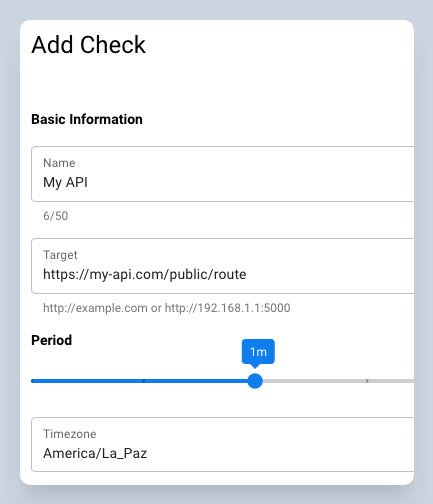 Add Check
Basic Information
Name
My API
6/50
Target
https://my-api.com/public/route
http://example.com or http://192.168.1.1:5000
Period
1m
Timezone
America/La_Paz